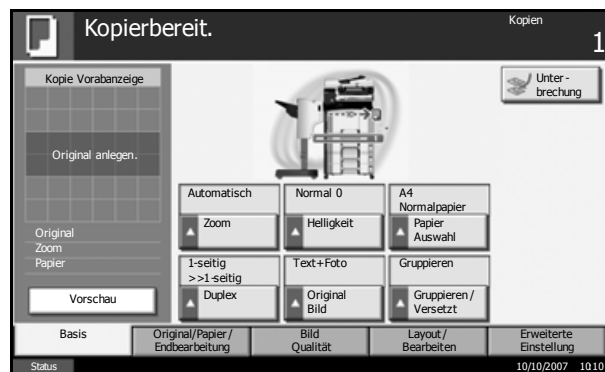 Kopierbereit.
Kopien
1
Kopie Vorabanzeige
Original anlegen.
Original
Zoom
Papier
Vorschau
Unter-
brechung
Automatisch
Zoom
Normal 0
Helligkeit
A4
Normalpapier
Papier
Auswahl
1-seitig
>>1-seitig
Duplex
Text+Foto
Original
Bild
Gruppieren
Gruppieren/
Versetzt
Basis
Original/Papier/
Endbearbeitung
Bild
Qualität
Layout/
Bearbeiten
Erweiterte
Einstellung
Status
10/10/2007 10:10